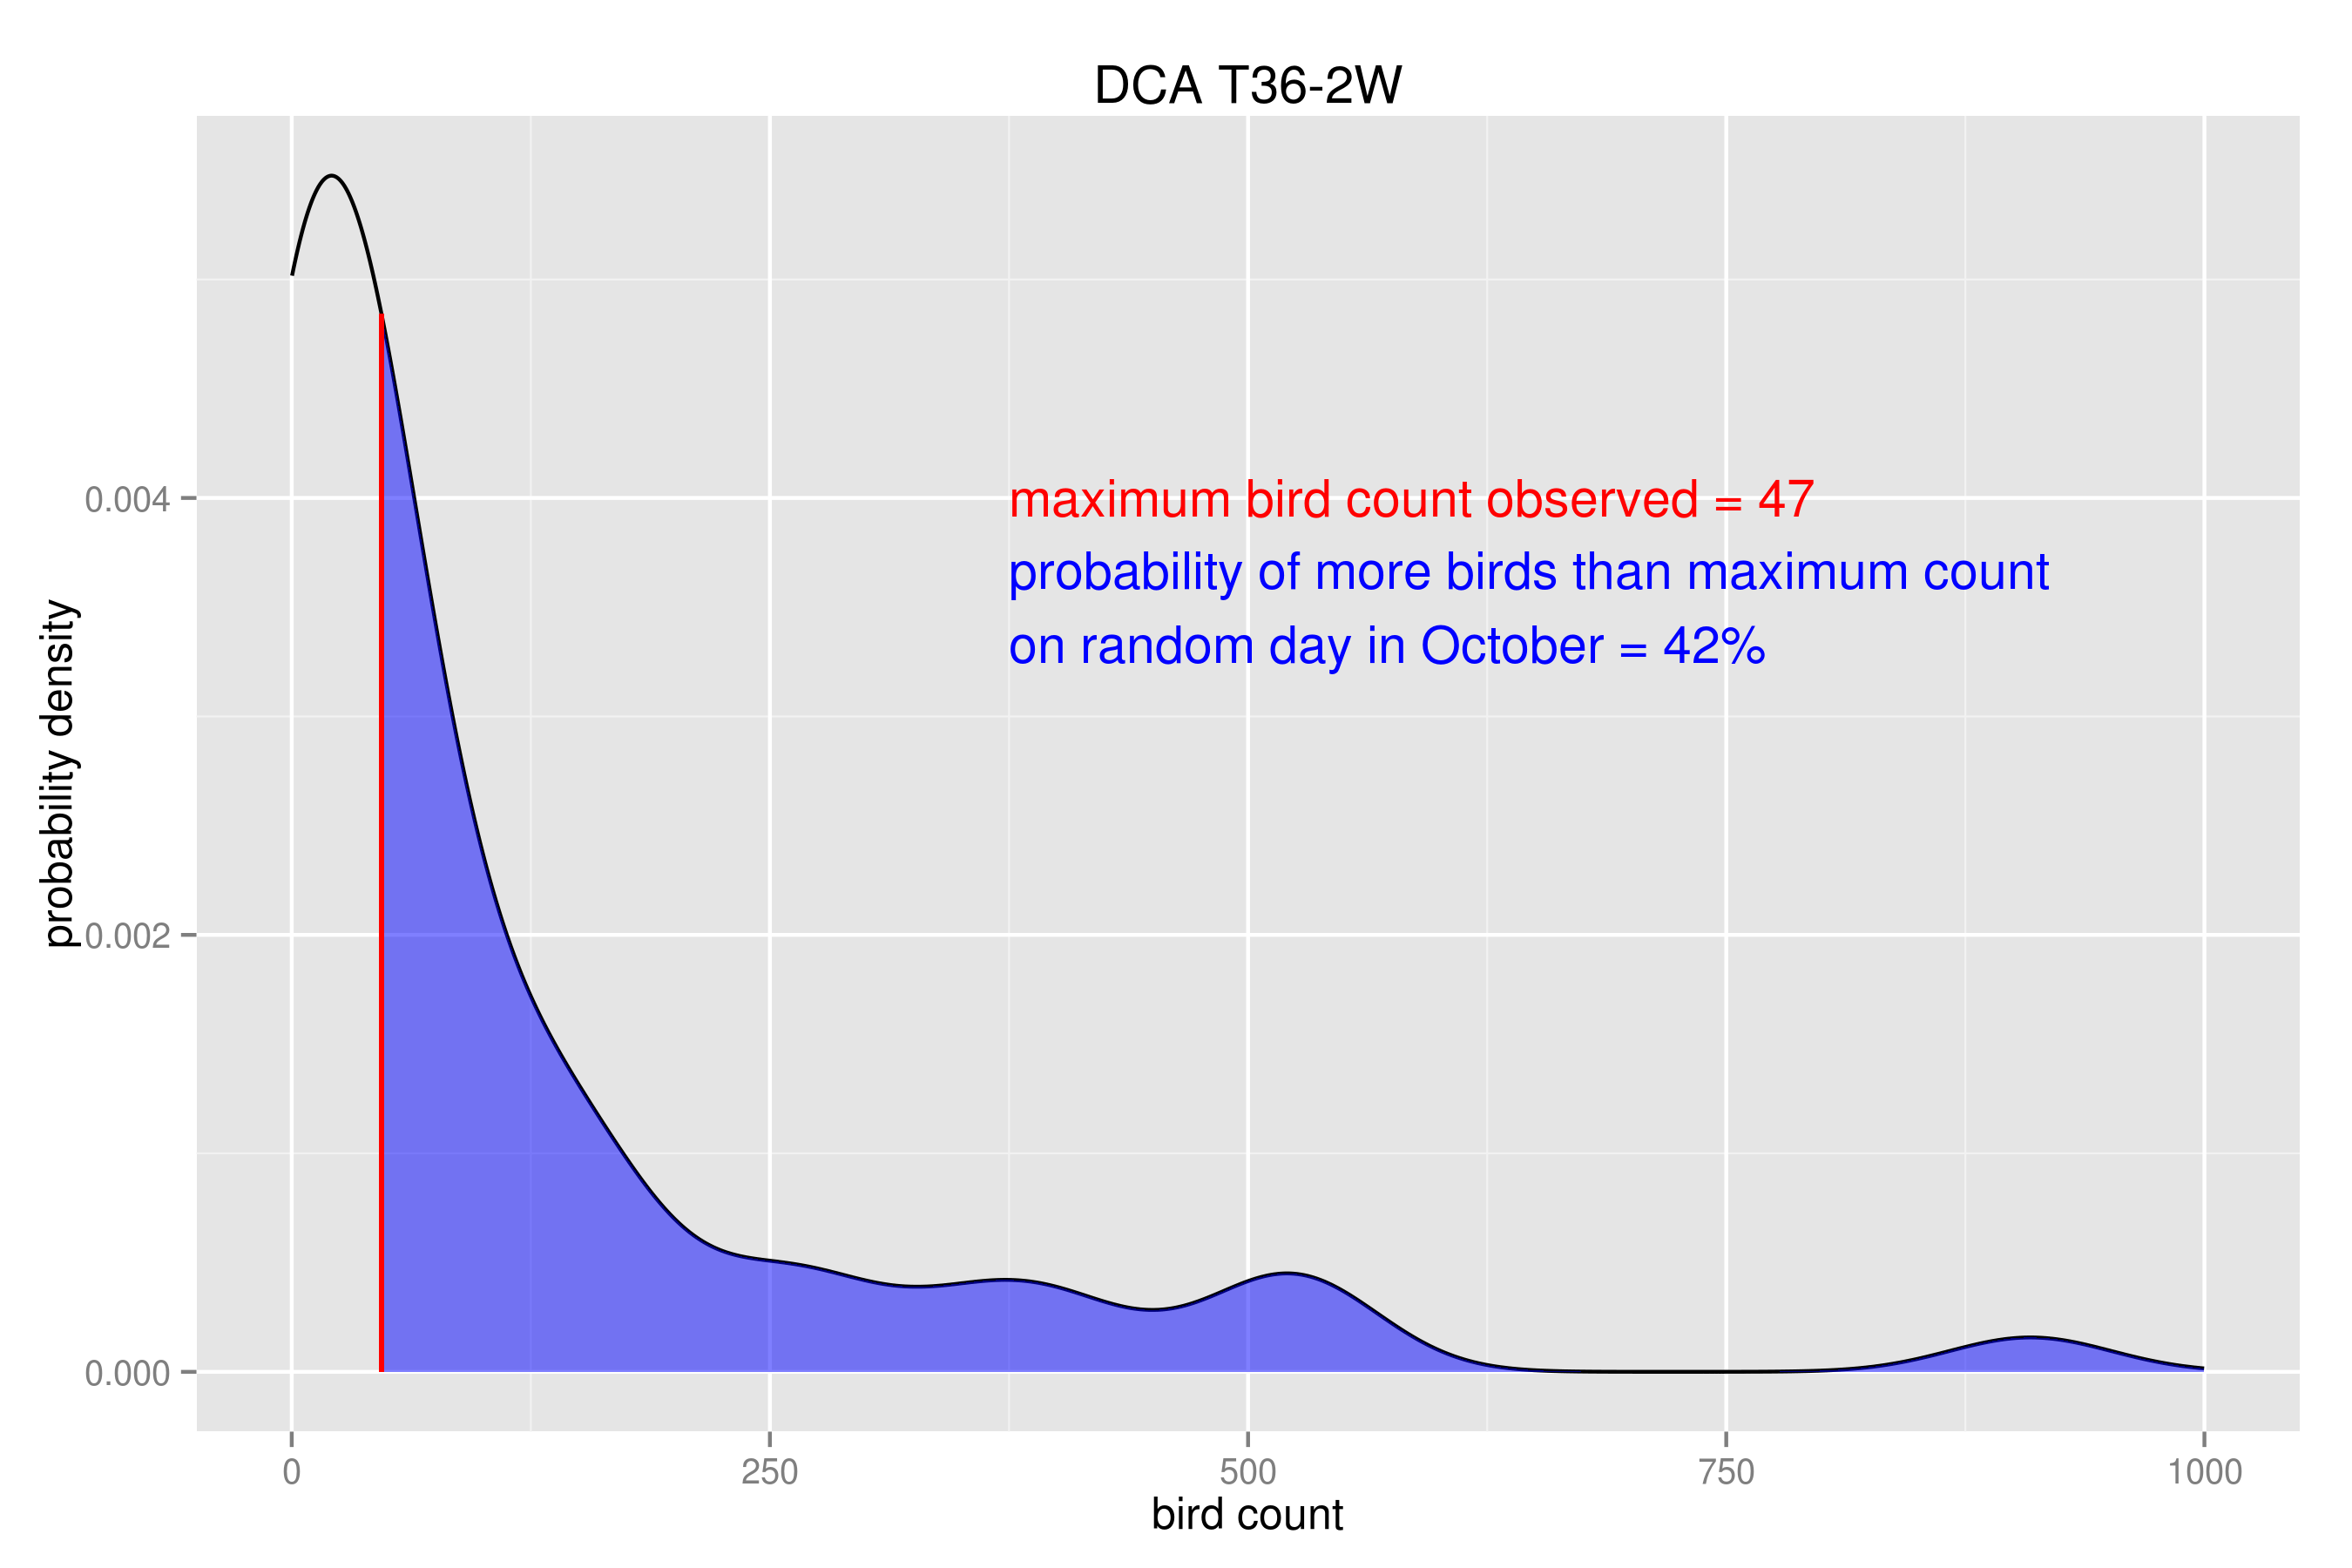 DCA T36-2W
maximum bird count observed = 47
probability of more birds than maximum count
on random day in October = 42%
probability density
0.004
0.002
0.000
0 250 500 750 1000
bird count